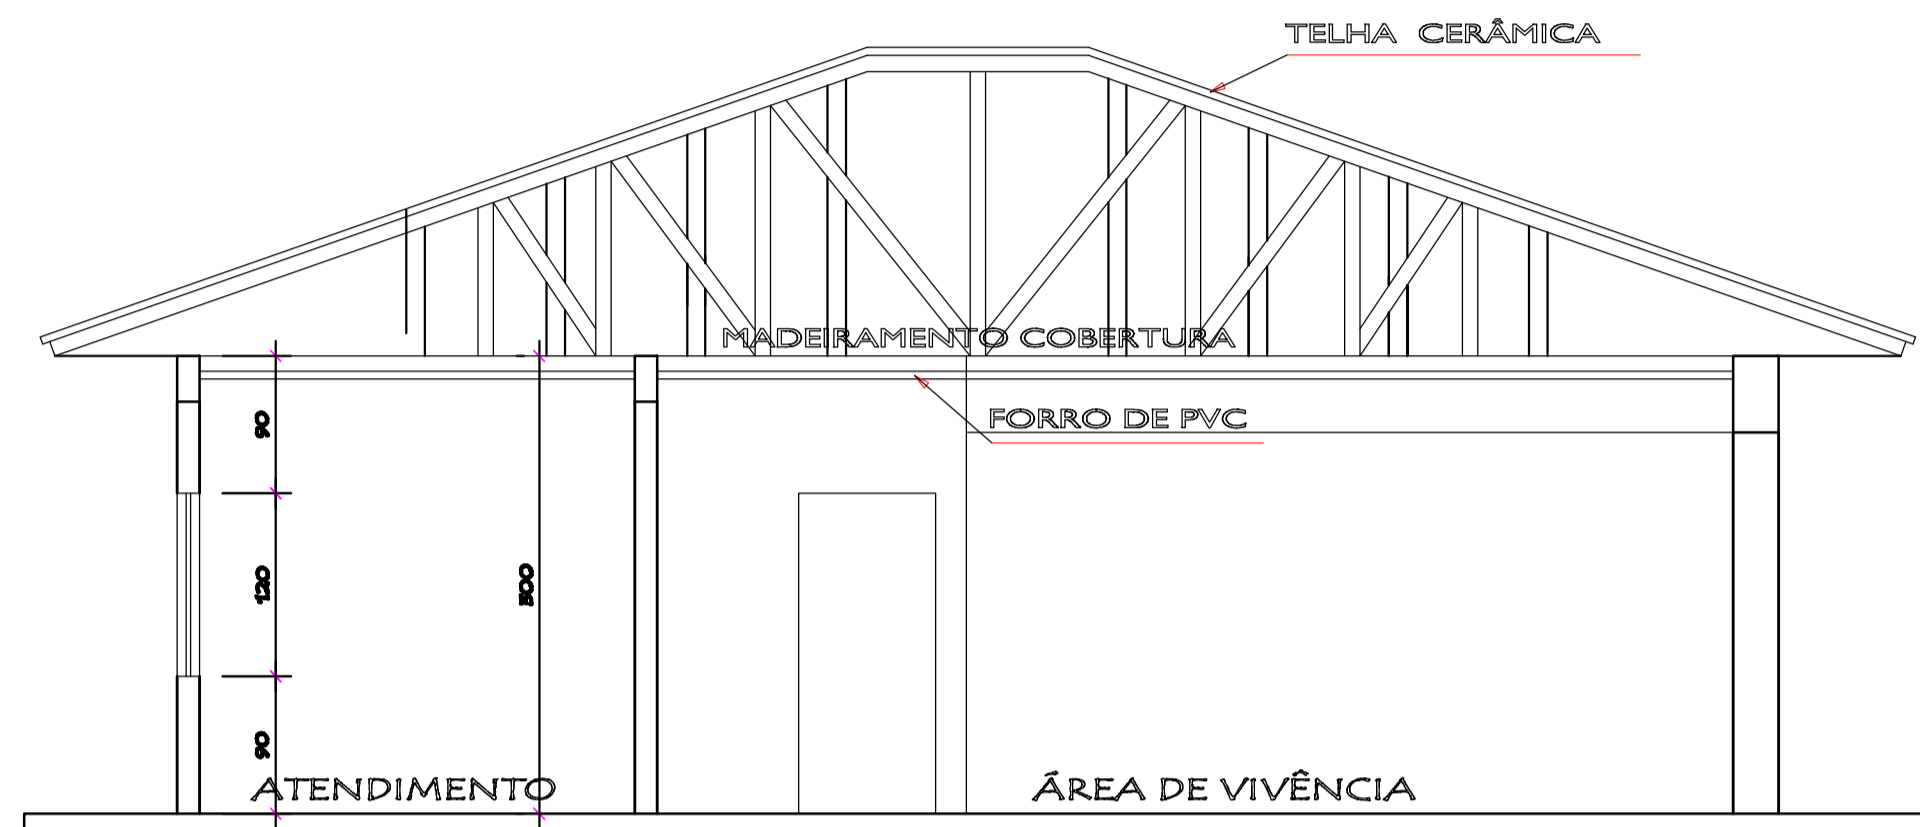 TELHA CERÂMICA
MADEIRAMENTO COBERTURA
FORRO DE PVC
90
120
300
90
ATENDIMENTO
ÁREA DE VIVÊNCIA